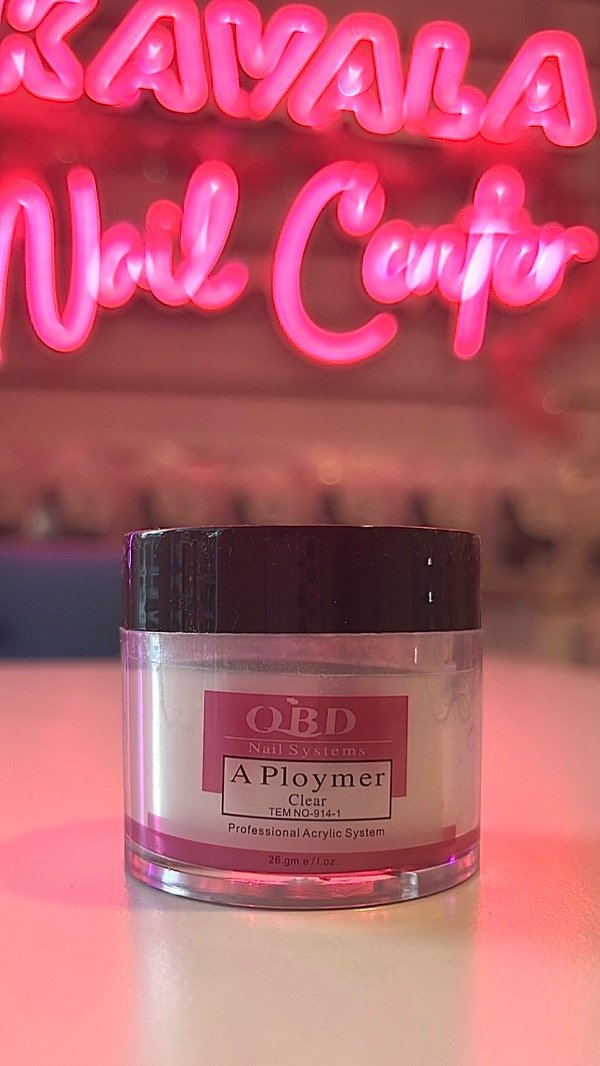 KAVALA
Nail Center
QBD
Nail Systems
A Ploymer
Clear
TEM NO-914-1
Professional Acrylic System
26.gm.e / l.oz.